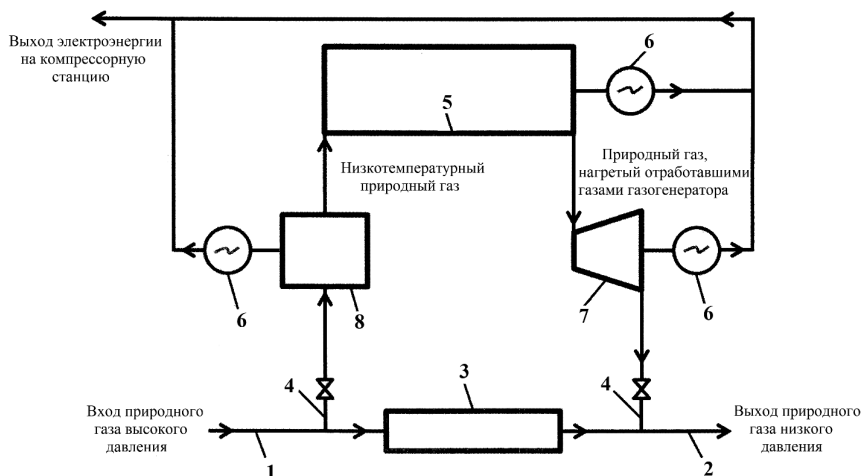 Выход электроэнергии
на компрессорную
станцию
6
5
Низкотемпературный
природный газ
Природный газ,
нагретый отработавшими
газами газогенератора
6
8
7
6
4
3
4
Вход природного
газа высокого
давления
Выход природного
газа низкого
давления
1
2